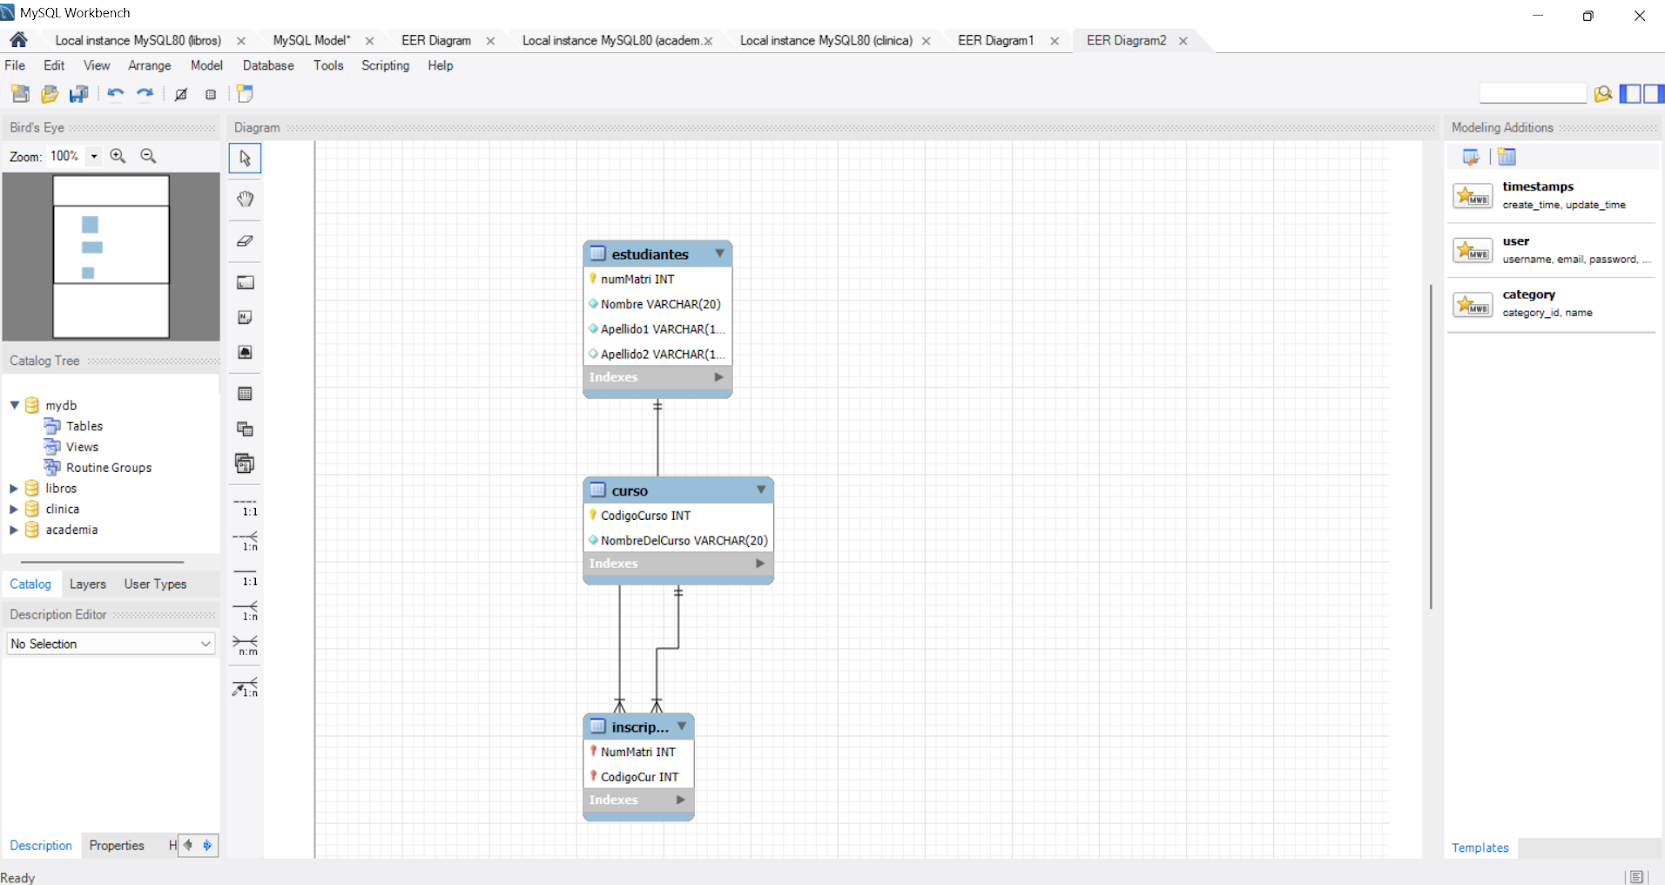 MySQL Workbench
Local instance MySQL80 (libros)
MySQL Model*
EER Diagram
Local instance MySQL80 (academ.
Local instance MySQL80 (clinica)
EER Diagram1
EER Diagram2
File Edit View Arrange Model Database Tools Scripting Help
Bird's Eye
Diagram
Modeling Additions
Zoom: 100%
timestamps
create_time, update_time
user
username, email, password, ...
category
category_id, name
estudiantes
numMatri INT
Nombre VARCHAR(20)
Apellido1 VARCHAR(1...
Apellido2 VARCHAR(1...
Indexes
Catalog Tree
mydb
Tables
Views
Routine Groups
libros
clinica
academia
curso
CodigoCurso INT
NombreDelCurso VARCHAR(20)
Indexes
1:1
1:n
1:1
1:n
n:m
1:n
Catalog Layers User Types
Description Editor
No Selection
inscrip...
NumMatri INT
CodigoCur INT
Indexes
Description Properties H
Templates
Ready